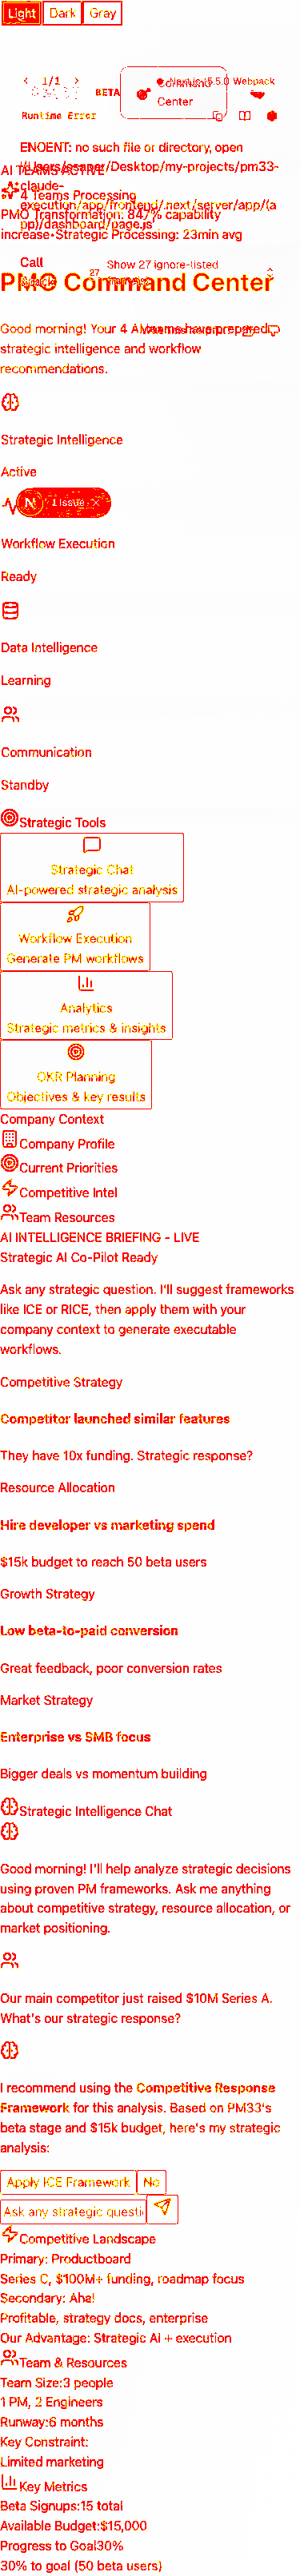 Light Dark Gray
1/1
Next.js 15.5.0 Webpack
BETA
Command
Center
Runtime Error
ENOENT: no such file or directory, open
AI TEAMS ACTIVE
'/Users/ssaper/Desktop/my-projects/pm33-
claude-
4 Teams Processing
execution/app/frontend/.next/server/app/(a
PMO Transformation: 847% capability
pp)/dashboard/page.js'
increase•Strategic Processing: 23min avg
Call
27
Show 27 ignore-listed
PMO Command Center
Good morning! Your 4 AI teams have prepared
strategic intelligence and workflow
recommendations.
Strategic Intelligence
Active
N 1 Issue
Workflow Execution
Ready
Data Intelligence
Learning
Communication
Standby
Strategic Tools
Strategic Chat
AI-powered strategic analysis
Workflow Execution
Generate PM workflows
Analytics
Strategic metrics & insights
OKR Planning
Objectives & key results
Company Context
Company Profile
Current Priorities
Competitive Intel
Team Resources
AI INTELLIGENCE BRIEFING - LIVE
Strategic AI Co-Pilot Ready
Ask any strategic question. I'll suggest frameworks
like ICE or RICE, then apply them with your
company context to generate executable
workflows.
Competitive Strategy
Competitor launched similar features
They have 10x funding. Strategic response?
Resource Allocation
Hire developer vs marketing spend
$15k budget to reach 50 beta users
Growth Strategy
Low beta-to-paid conversion
Great feedback, poor conversion rates
Market Strategy
Enterprise vs SMB focus
Bigger deals vs momentum building
Strategic Intelligence Chat
Good morning! I'll help analyze strategic decisions
using proven PM frameworks. Ask me anything
about competitive strategy, resource allocation, or
market positioning.
Our main competitor just raised $10M Series A.
What's our strategic response?
I recommend using the Competitive Response
Framework for this analysis. Based on PM33's
beta stage and $15k budget, here's my strategic
analysis:
Apply ICE Framework No
Ask any strategic questi
Competitive Landscape
Primary: Productboard
Series C, $100M+ funding, roadmap focus
Secondary: Aha!
Profitable, strategy docs, enterprise
Our Advantage: Strategic AI + execution
Team & Resources
Team Size:3 people
1 PM, 2 Engineers
Runway:6 months
Key Constraint:
Limited marketing
Key Metrics
Beta Signups:15 total
Available Budget:$15,000
Progress to Goal30%
30% to goal (50 beta users)